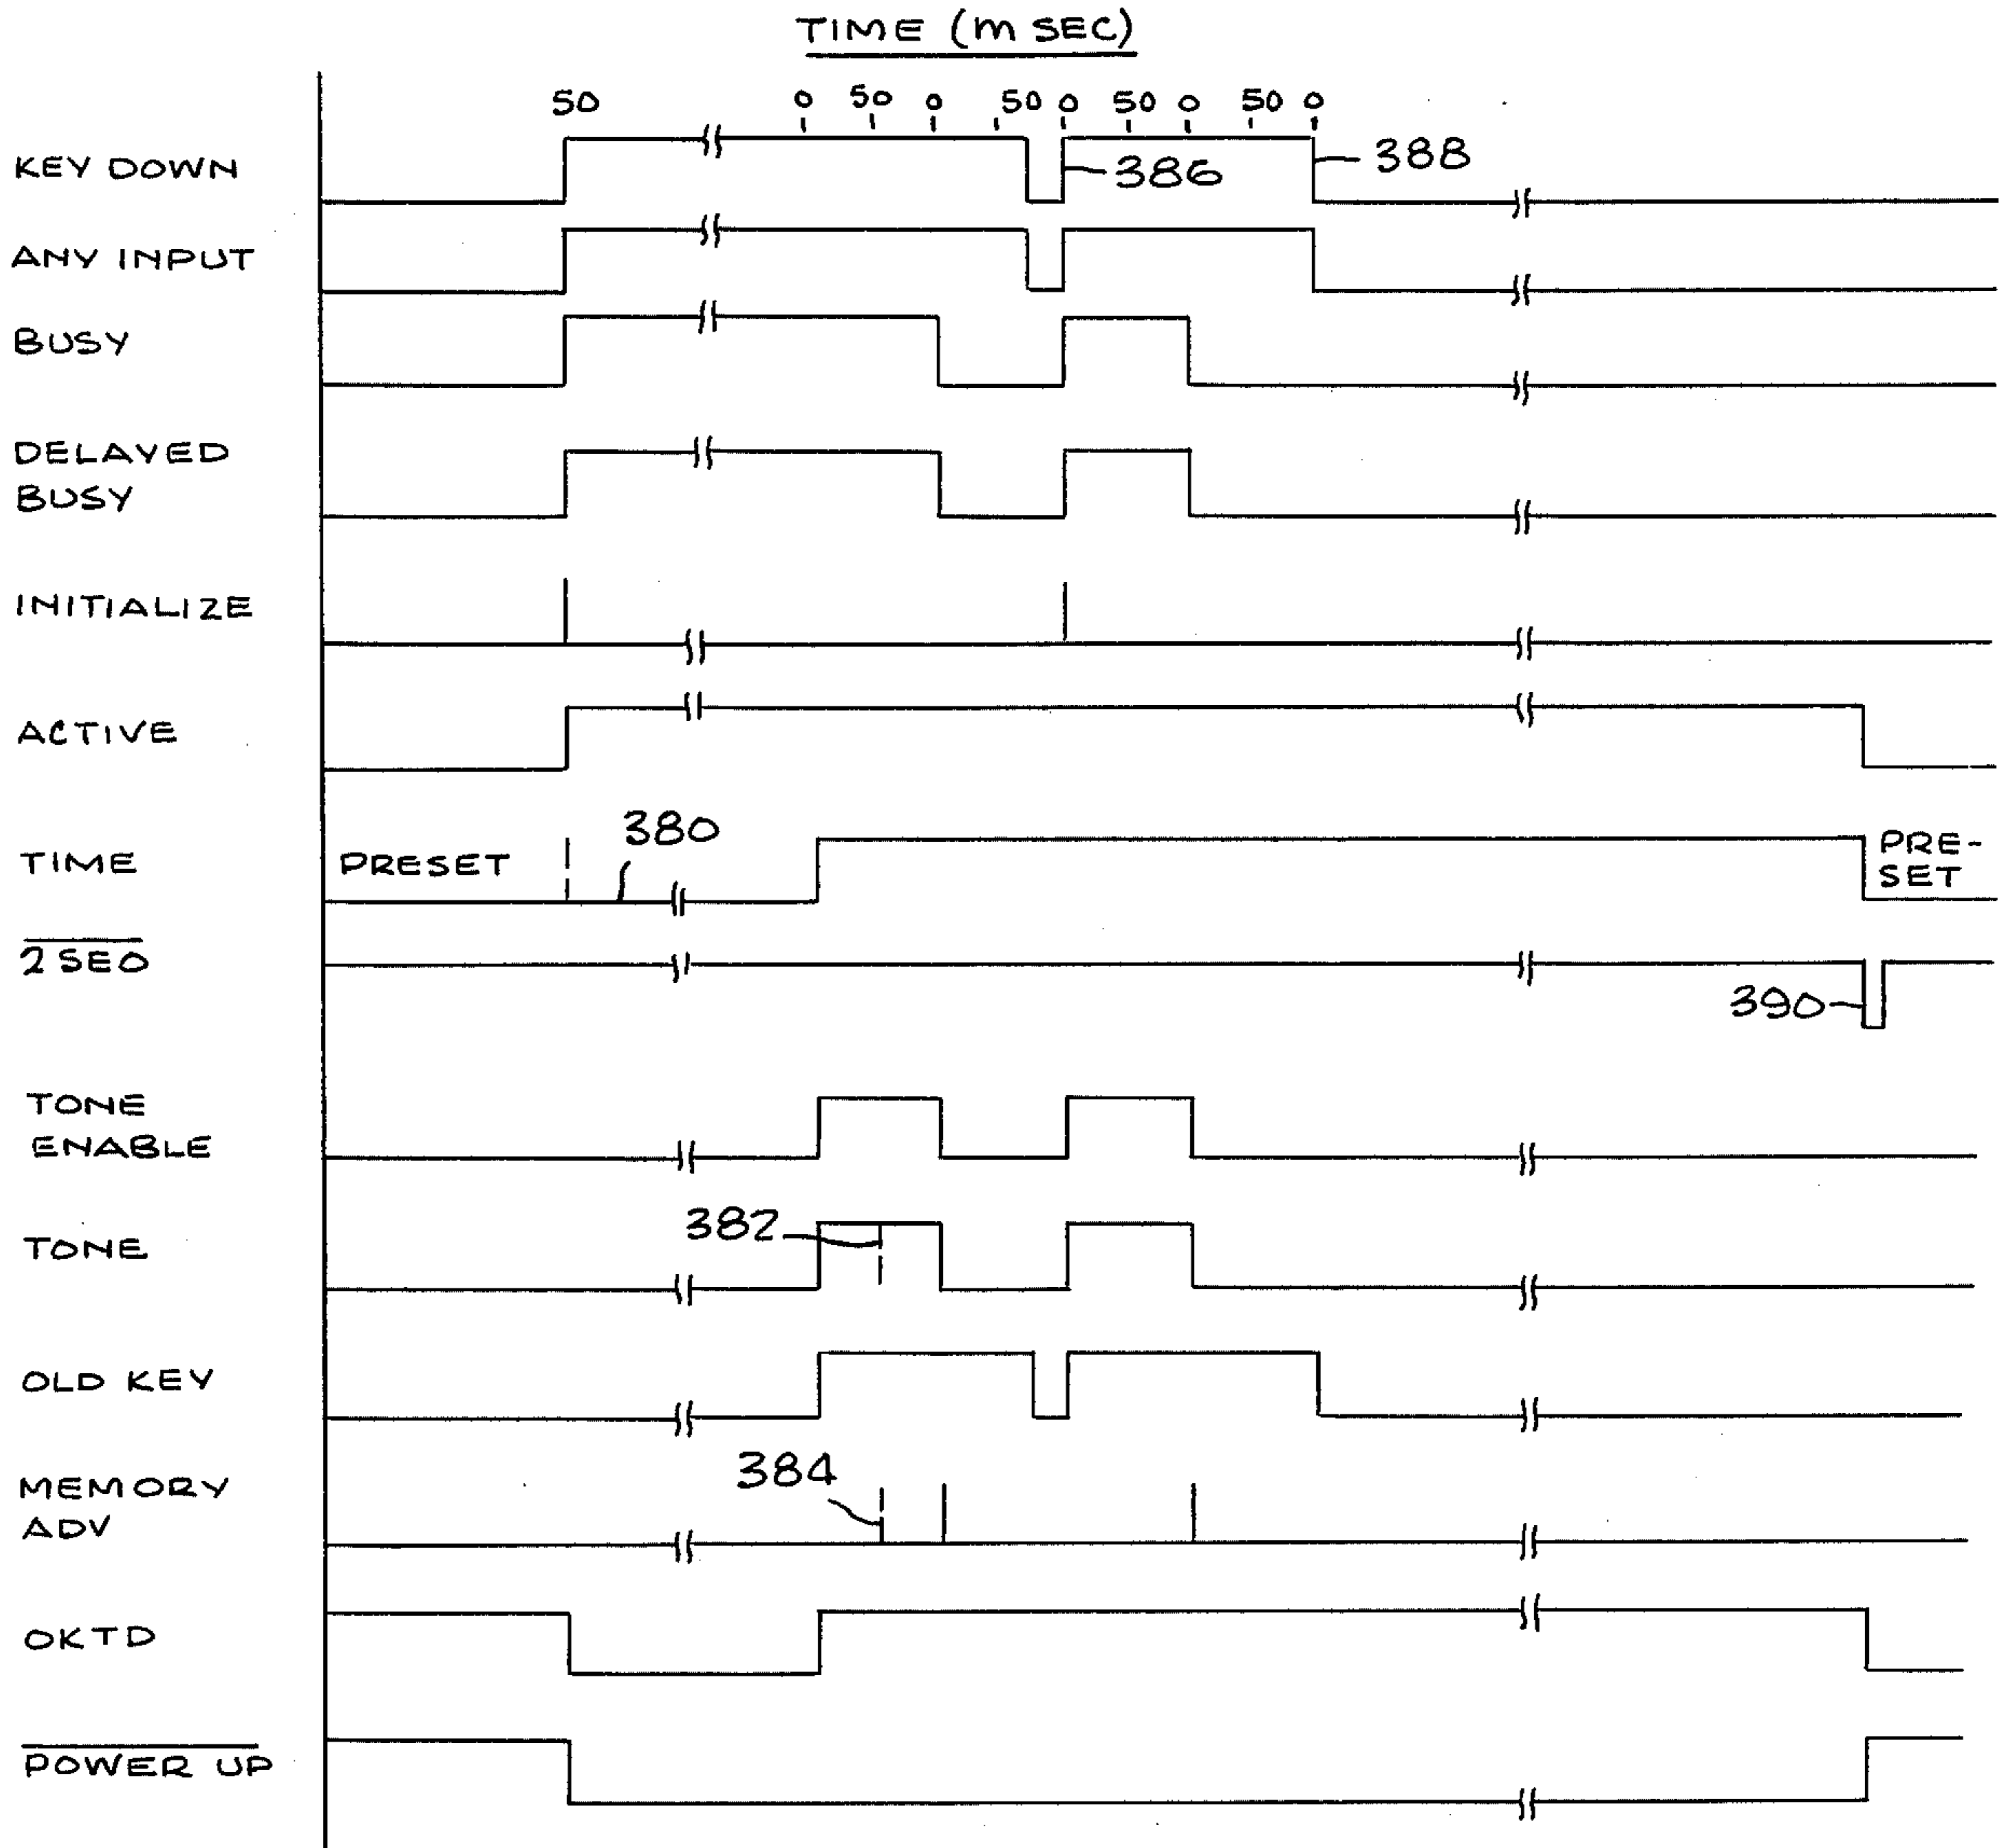 TIME (m SEC)
50 0 50 0 50 0 50 0 50 0
KEY DOWN
386
388
ANY INPUT
BUSY
DELAYED
BUSY
INITIALIZE
ACTIVE
TIME
PRESET
380
PRE-
SET
2 SEO
390
TONE
ENABLE
TONE
382
OLD KEY
MEMORY
ADV
384
OKTD
POWER UP